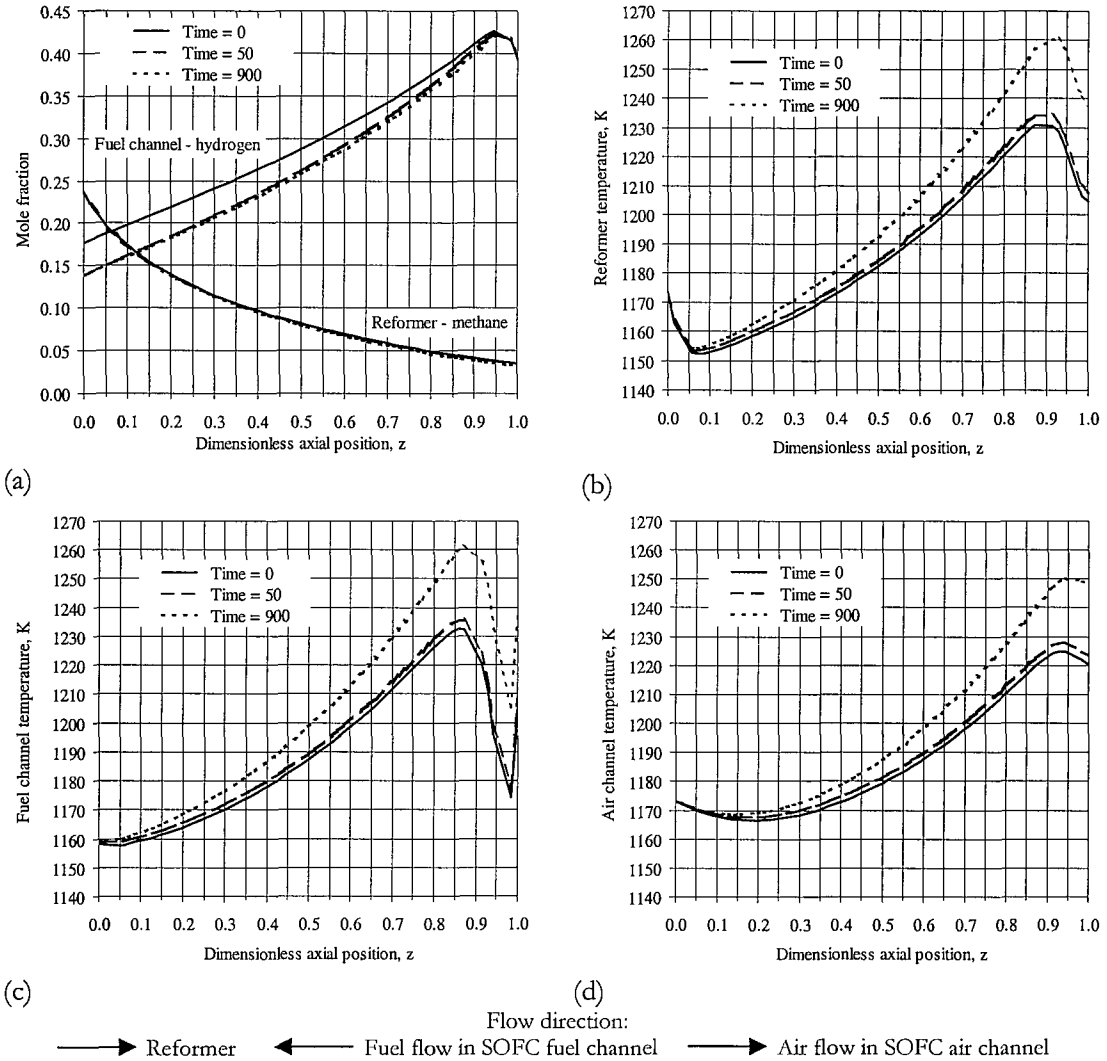 0.45
0.40
0.35
0.30
0.25
0.20
0.15
0.10
0.05
0.00
Mole fraction
Time = 0
Time = 50
Time = 900
Fuel channel - hydrogen
Reformer - methane
0.0 0.1 0.2 0.3 0.4 0.5 0.6 0.7 0.8 0.9 1.0
Dimensionless axial position, z
(a)
1270
1260
1250
1240
1230
1220
1210
1200
1190
1180
1170
1160
1150
1140
Reformer temperature, K
Time = 0
Time = 50
Time = 900
0.0 0.1 0.2 0.3 0.4 0.5 0.6 0.7 0.8 0.9 1.0
Dimensionless axial position, z
(b)
1270
1260
1250
1240
1230
1220
1210
1200
1190
1180
1170
1160
1150
1140
Fuel channel temperature, K
Time = 0
Time = 50
Time = 900
0.0 0.1 0.2 0.3 0.4 0.5 0.6 0.7 0.8 0.9 1.0
Dimensionless axial position, z
(c)
1270
1260
1250
1240
1230
1220
1210
1200
1190
1180
1170
1160
1150
1140
Air channel temperature, K
Time = 0
Time = 50
Time = 900
0.0 0.1 0.2 0.3 0.4 0.5 0.6 0.7 0.8 0.9 1.0
Dimensionless axial position, z
(d)
Flow direction:
Reformer Fuel flow in SOFC fuel channel Air flow in SOFC air channel